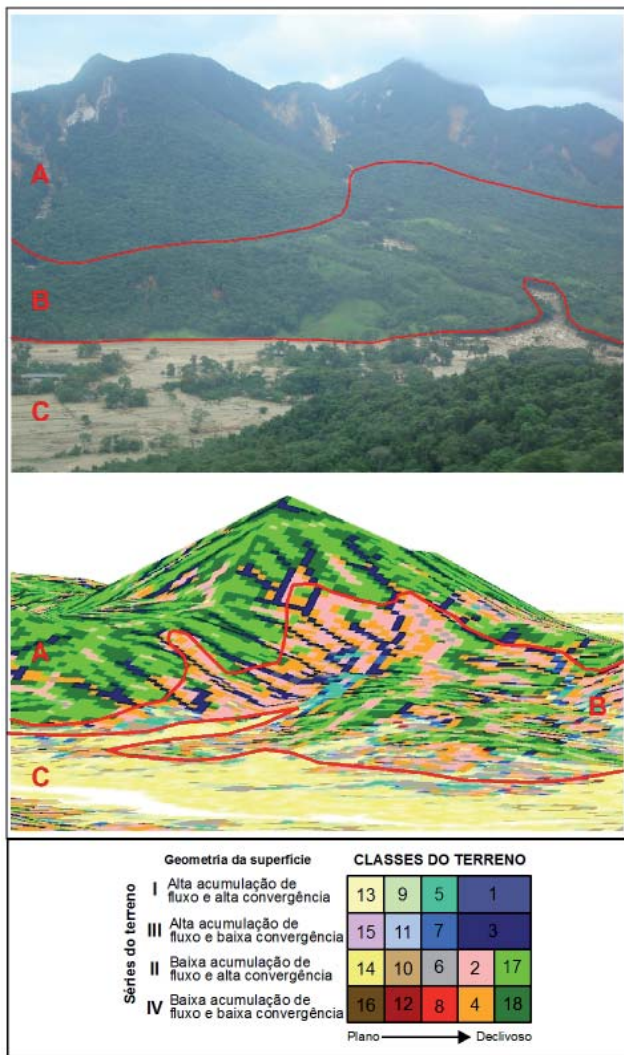 A
B
C
A
B
C
Geometria da superfície
CLASSES DO TERRENO
Séries do terreno
I Alta acumulação de
fluxo e alta convergência
13 9 5 1
III Alta acumulação de
fluxo e baixa convergência
15 11 7 3
II Baixa acumulação de
fluxo e alta convergência
14 10 6 2 17
IV Baixa acumulação de
fluxo e baixa convergência
16 12 8 4 18
Plano Declivoso